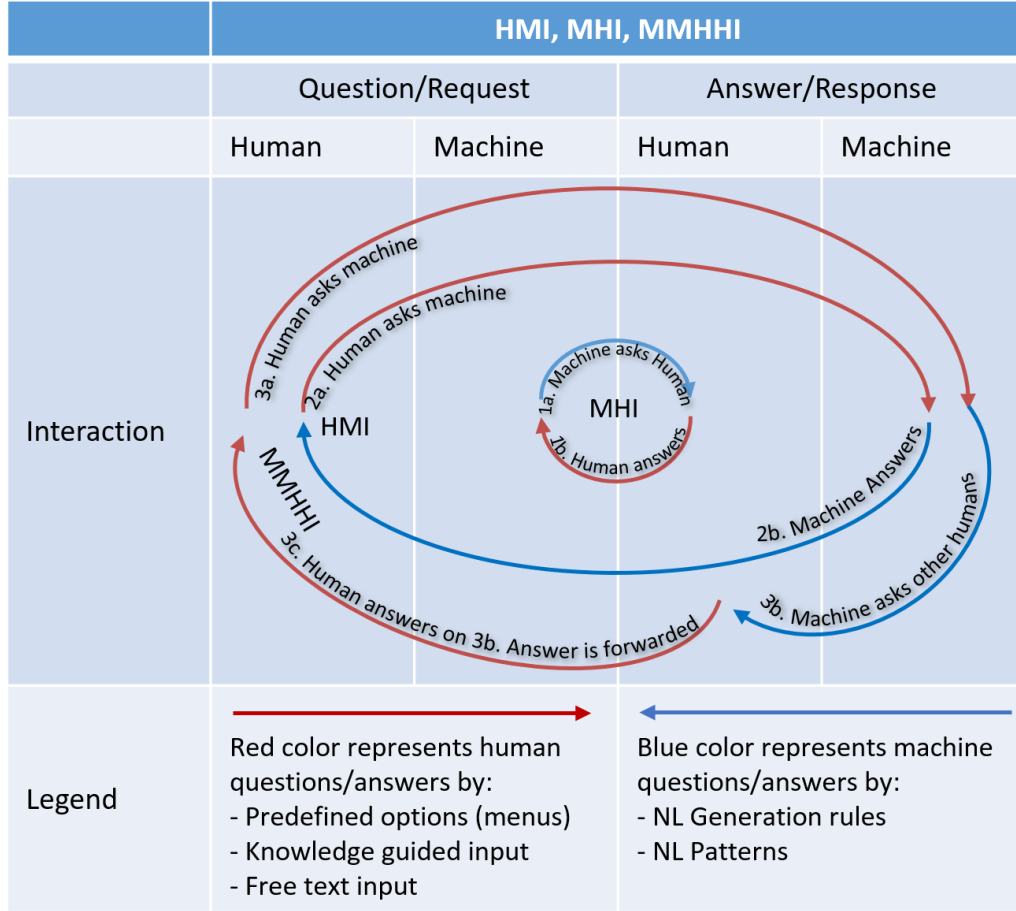 HMI, MHI, MMHHI
Question/Request
Answer/Response
Human
Machine
Human
Machine
Interaction
3a. Human asks machine
2a. Human asks machine
1a. Machine asks Human
MHI
1b. Human answers
HMI
MMHHI
2b. Machine Answers
3b. Machine asks other humans
3c. Human answers on 3b. Answer is forwarded
Legend
Red color represents human
questions/answers by:
- Predefined options (menus)
- Knowledge guided input
- Free text input
Blue color represents machine
questions/answers by:
- NL Generation rules
- NL Patterns